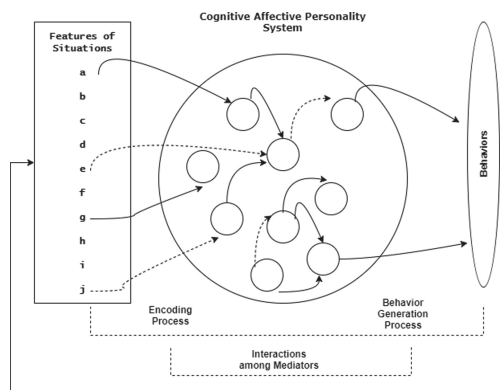 Cognitive Affective Personality
System
Features of
Situations
a
b
c
d
e
f
g
h
i
j
Behaviors
Encoding
Process
Behavior
Generation
Process
Interactions
among Mediators